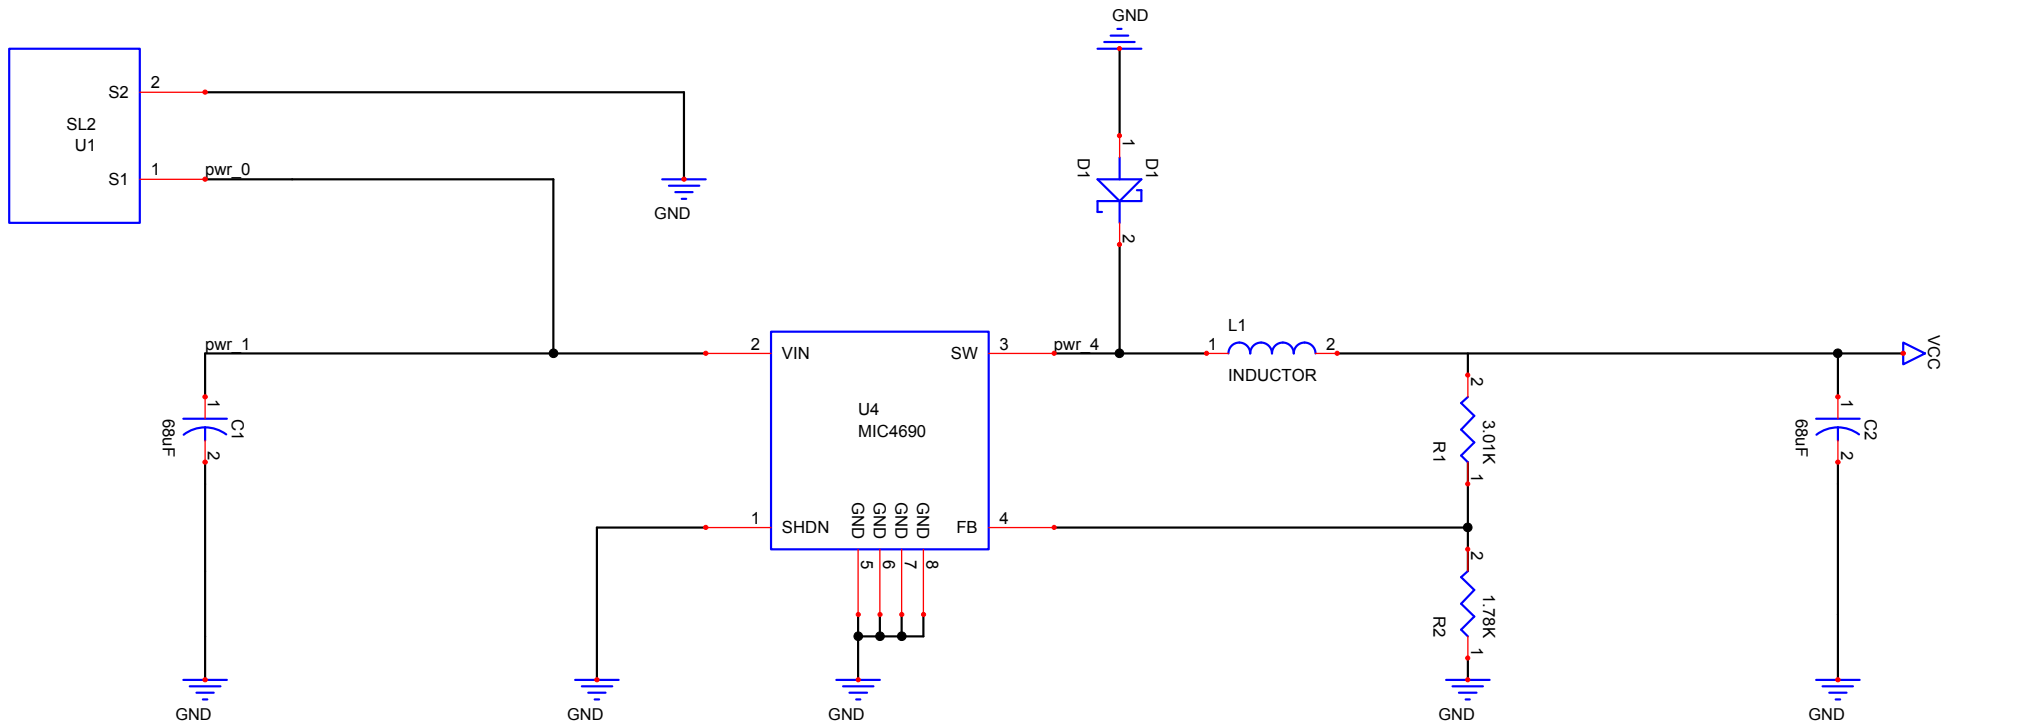 GND
S2
2
SL2
U1
S1
1
pwr_0
GND
1
D1
D1
2
pwr_1
2
VIN
SW
3
pwr_4
L1
1
2
INDUCTOR
VCC
U4
MIC4690
1
C1
68uF
2
2
3.01K
R1
1
1
C2
68uF
2
1
SHDN
GND
GND
GND
GND
FB
4
5
6
7
8
2
1.78K
R2
1
GND
GND
GND
GND
GND